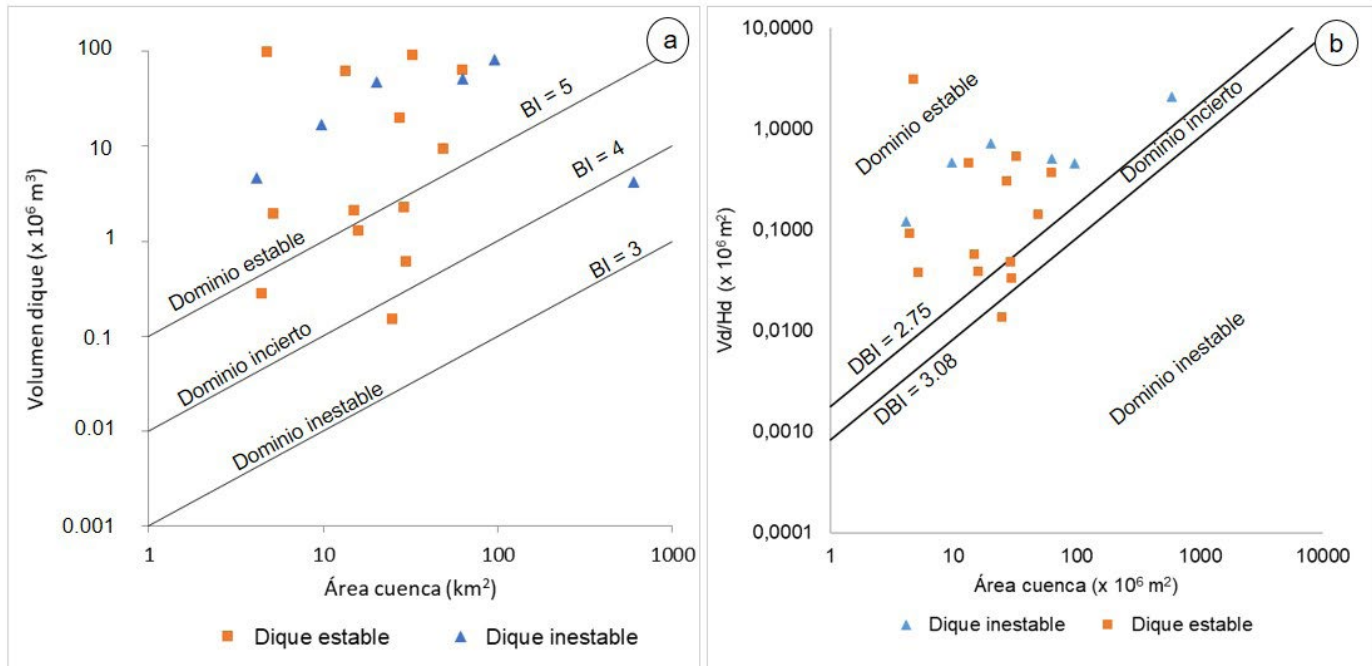 a
Volumen dique (x 10⁶ m³)
100
10
1
0.1
0.01
0.001
BI = 5
BI = 4
BI = 3
Dominio estable
Dominio incierto
Dominio inestable
1
10
100
1000
Área cuenca (km²)
Dique estable
Dique inestable
b
Vd/Hd (x 10⁶ m²)
10,0000
1,0000
0,1000
0,0100
0,0010
0,0001
Dominio estable
Dominio incierto
DBI = 2.75
DBI = 3.08
Dominio inestable
1
10
100
1000
10000
Área cuenca (x 10⁶ m²)
Dique inestable
Dique estable